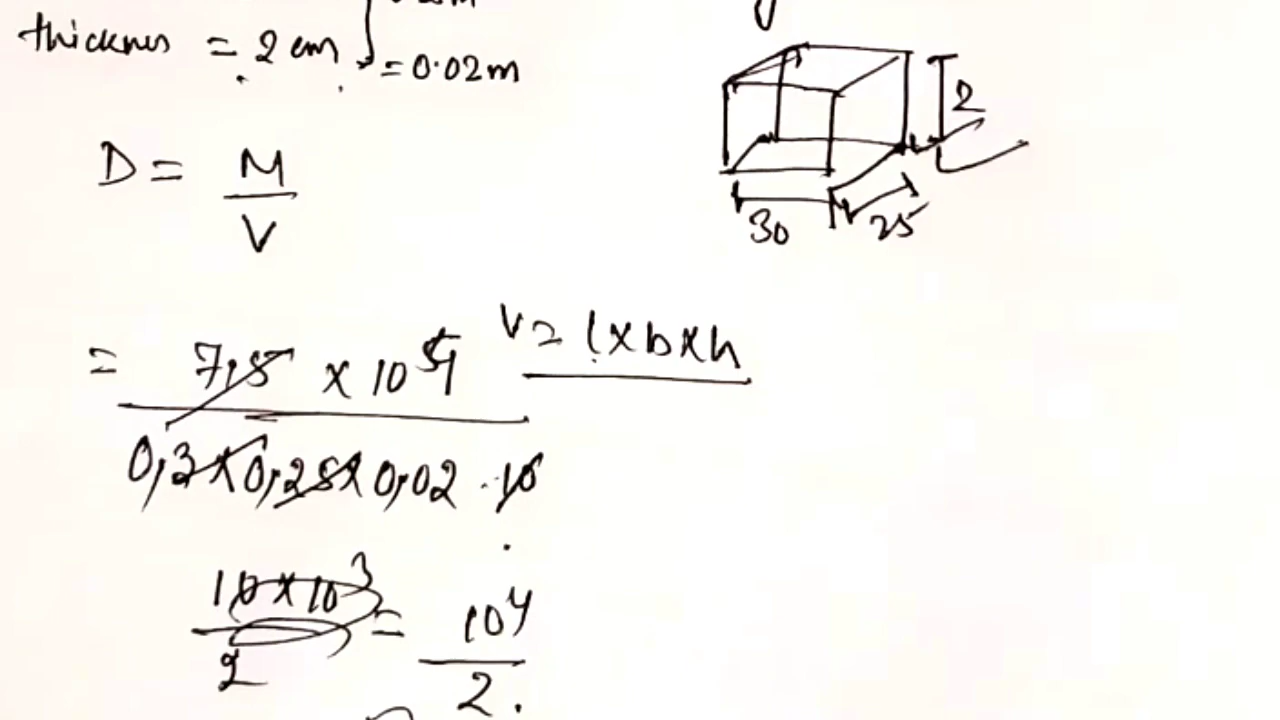 thicknes = 2 cm
= 0.02m
2
30
25
D = M
V
V = l x b x h
= 7,5 x 10
0,3 x 0,25 x 0,02
10 x 10³
2
= 10⁴
2.